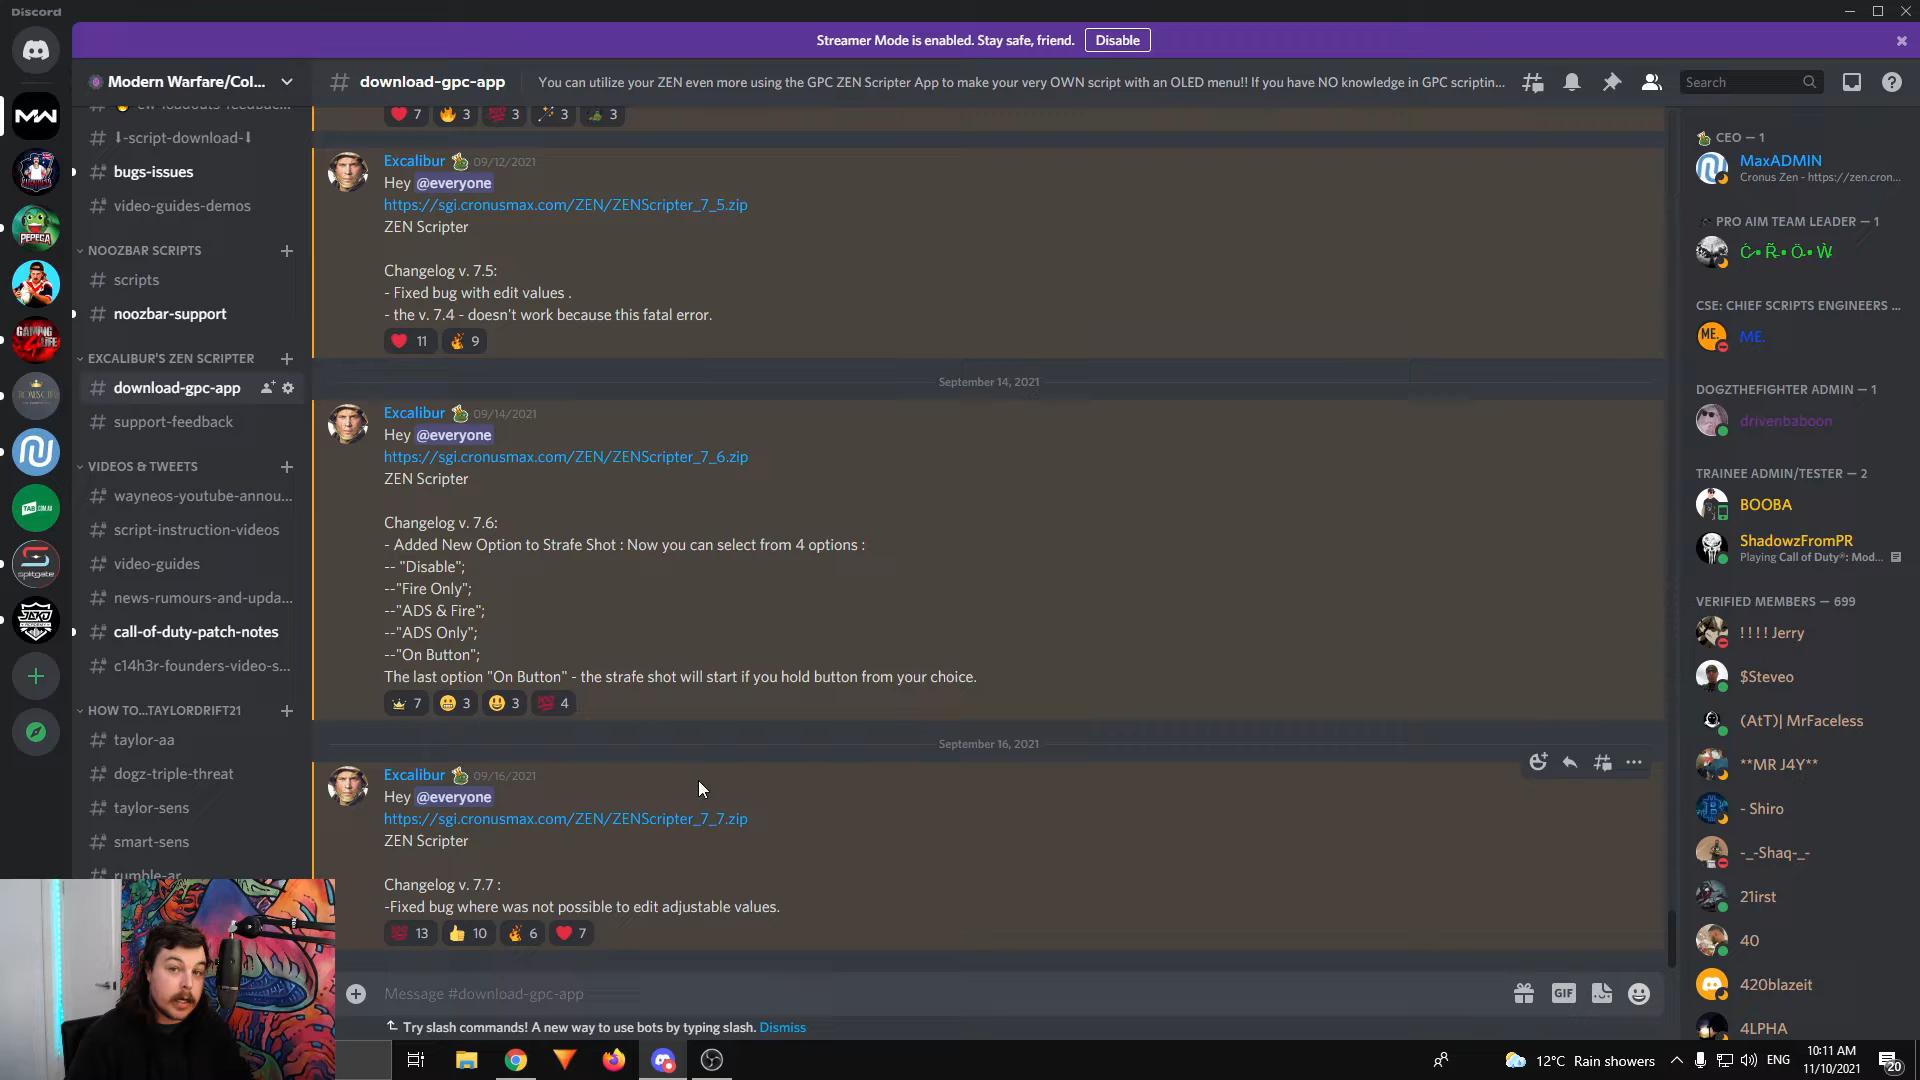 Discord
Streamer Mode is enabled. Stay safe, friend.
Disable
Modern Warfare/Col...
download-gpc-app
You can utilize your ZEN even more using the GPC ZEN Scripter App to make your very OWN script with an OLED menu!! If you have NO knowledge in GPC scriptin...
Search
script-download-
bugs-issues
video-guides-demos
NOOZBAR SCRIPTS
scripts
noozbar-support
EXCALIBUR'S ZEN SCRIPTER
download-gpc-app
support-feedback
VIDEOS & TWEETS
wayneos-youtube-annou...
script-instruction-videos
video-guides
news-rumours-and-upda...
call-of-duty-patch-notes
c14h3r-founders-video-s...
HOW TO...TAYLORDRIFT21
taylor-aa
dogz-triple-threat
taylor-sens
smart-sens
rumble-ar
PEPEGA
GAMING
4LIFE
TAB.COM.AU
splitgate
7 3 3 3 3
Excalibur 09/12/2021
Hey @everyone
https://sgi.cronusmax.com/ZEN/ZENScripter_7_5.zip
ZEN Scripter
Changelog v. 7.5:
- Fixed bug with edit values .
- the v. 7.4 - doesn't work because this fatal error.
11 9
September 14, 2021
Excalibur 09/14/2021
Hey @everyone
https://sgi.cronusmax.com/ZEN/ZENScripter_7_6.zip
ZEN Scripter
Changelog v. 7.6:
- Added New Option to Strafe Shot : Now you can select from 4 options :
-- "Disable";
--"Fire Only";
--"ADS & Fire";
--"ADS Only";
--"On Button";
The last option "On Button" - the strafe shot will start if you hold button from your choice.
7 3 3 4
September 16, 2021
Excalibur 09/16/2021
Hey @everyone
https://sgi.cronusmax.com/ZEN/ZENScripter_7_7.zip
ZEN Scripter
Changelog v. 7.7 :
-Fixed bug where was not possible to edit adjustable values.
13 10 6 7
Message #download-gpc-app
GIF
Try slash commands! A new way to use bots by typing slash. Dismiss
CEO — 1
MaxADMIN
Cronus Zen - https://zen.cron...
PRO AIM TEAM LEADER — 1
C • R • O • W
CSE: CHIEF SCRIPTS ENGINEERS ...
ME.
ME.
DOGZTHEFIGHTER ADMIN — 1
drivenbaboon
TRAINEE ADMIN/TESTER — 2
BOOBA
ShadowzFromPR
Playing Call of Duty®: Mod...
VERIFIED MEMBERS — 699
! ! ! ! Jerry
$Steveo
(AtT)| MrFaceless
**MR J4Y**
- Shiro
-_-Shaq-_-
21irst
40
420blazeit
4LPHA
12°C Rain showers
ENG
10:11 AM
11/10/2021
20